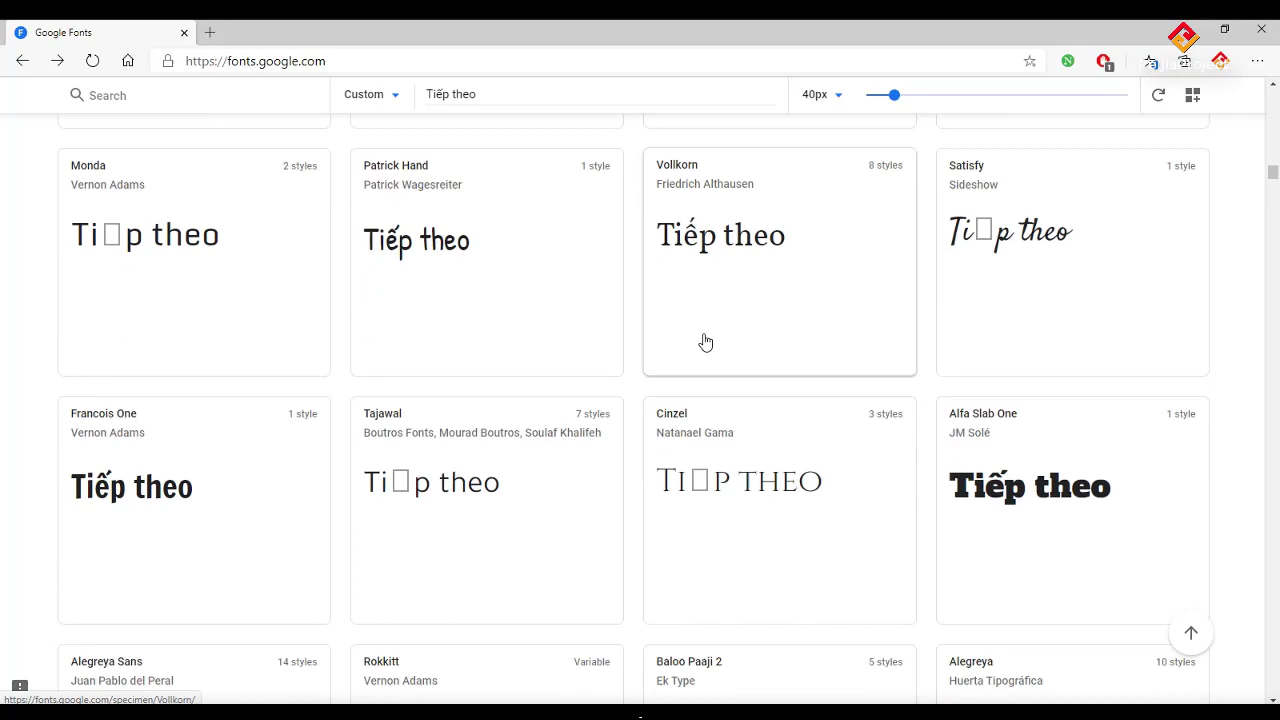 Google Fonts
https://fonts.google.com
1
Search
Custom
Tiếp theo
40px
Monda
2 styles
Vernon Adams
Ti□p theo
Patrick Hand
1 style
Patrick Wagesreiter
Tiếp theo
Vollkorn
8 styles
Friedrich Althausen
Tiếp theo
Satisfy
1 style
Sideshow
Ti□p theo
Francois One
1 style
Vernon Adams
Tiếp theo
Tajawal
7 styles
Boutros Fonts, Mourad Boutros, Soulaf Khalifeh
Ti□p theo
Cinzel
3 styles
Natanael Gama
Ti□p theo
Alfa Slab One
1 style
JM Solé
Tiếp theo
Alegreya Sans
14 styles
Juan Pablo del Peral
Rokkitt
Variable
Vernon Adams
Baloo Paaji 2
5 styles
Ek Type
Alegreya
10 styles
Huerta Tipográfica
https://fonts.google.com/specimen/Vollkorn/